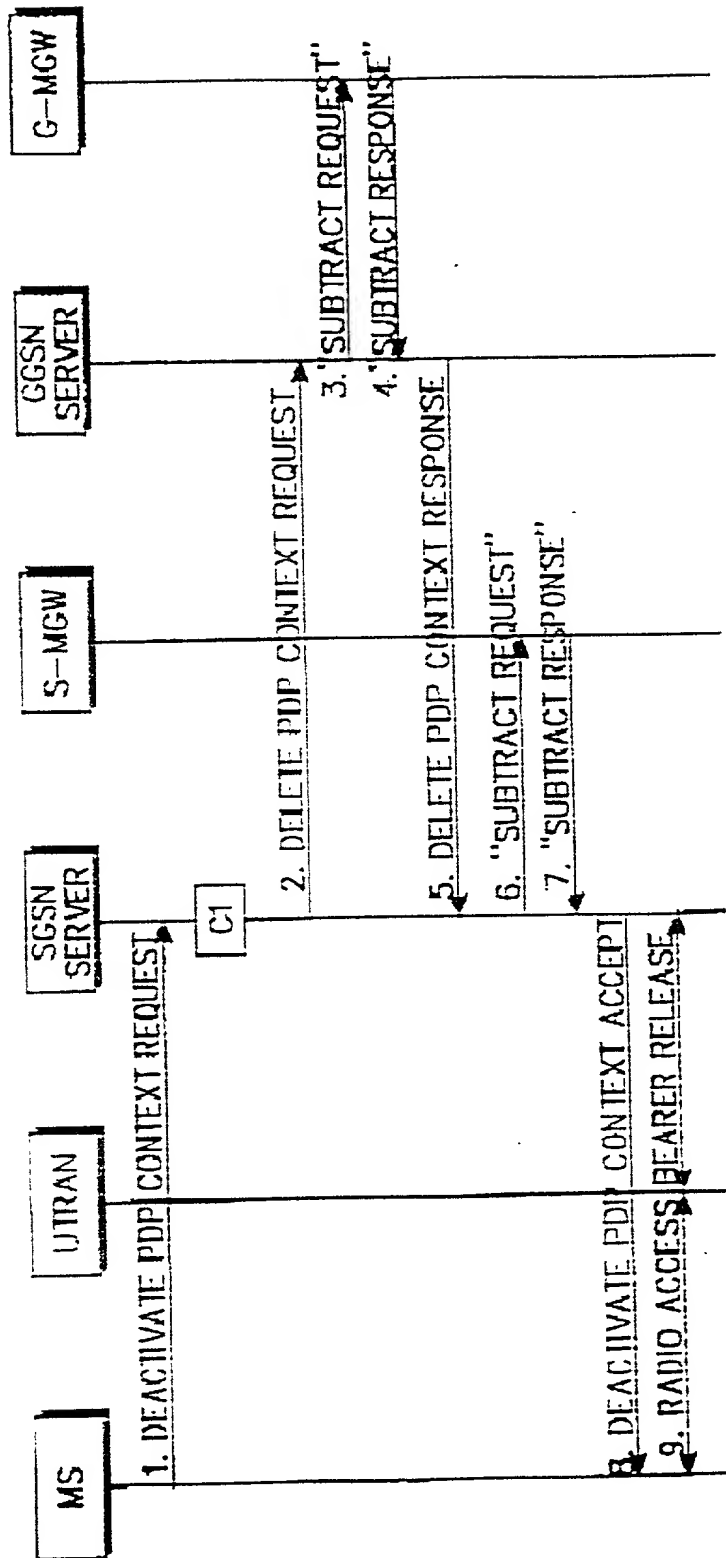 MS
UTRAN
SGSN
SERVER
S-MGW
GGSN
SERVER
G-MGW
1. DEACTIVATE PDP CONTEXT REQUEST
C1
2. DELETE PDP CONTEXT REQUEST
3. "SUBTRACT REQUEST"
4. "SUBTRACT RESPONSE"
5. DELETE PDP CONTEXT RESPONSE
6. "SUBTRACT REQUEST"
7. "SUBTRACT RESPONSE"
8. DEACTIVATE PDP CONTEXT ACCEPT
9. RADIO ACCESS BEARER RELEASE